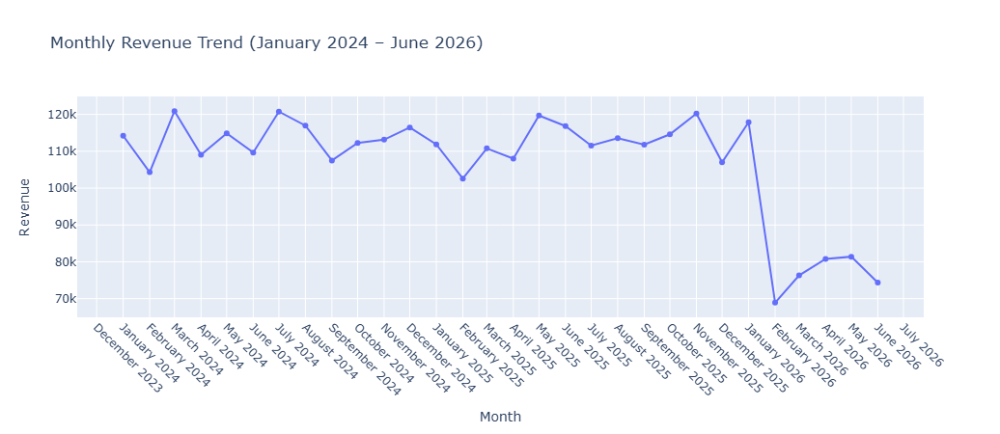 Monthly Revenue Trend (January 2024 – June 2026)
120k
110k
100k
90k
80k
70k
Revenue
December 2023
January 2024
February 2024
March 2024
April 2024
May 2024
June 2024
July 2024
August 2024
September 2024
October 2024
November 2024
December 2024
January 2025
February 2025
March 2025
April 2025
May 2025
June 2025
July 2025
August 2025
September 2025
October 2025
November 2025
December 2025
January 2026
February 2026
March 2026
April 2026
May 2026
June 2026
July 2026
Month